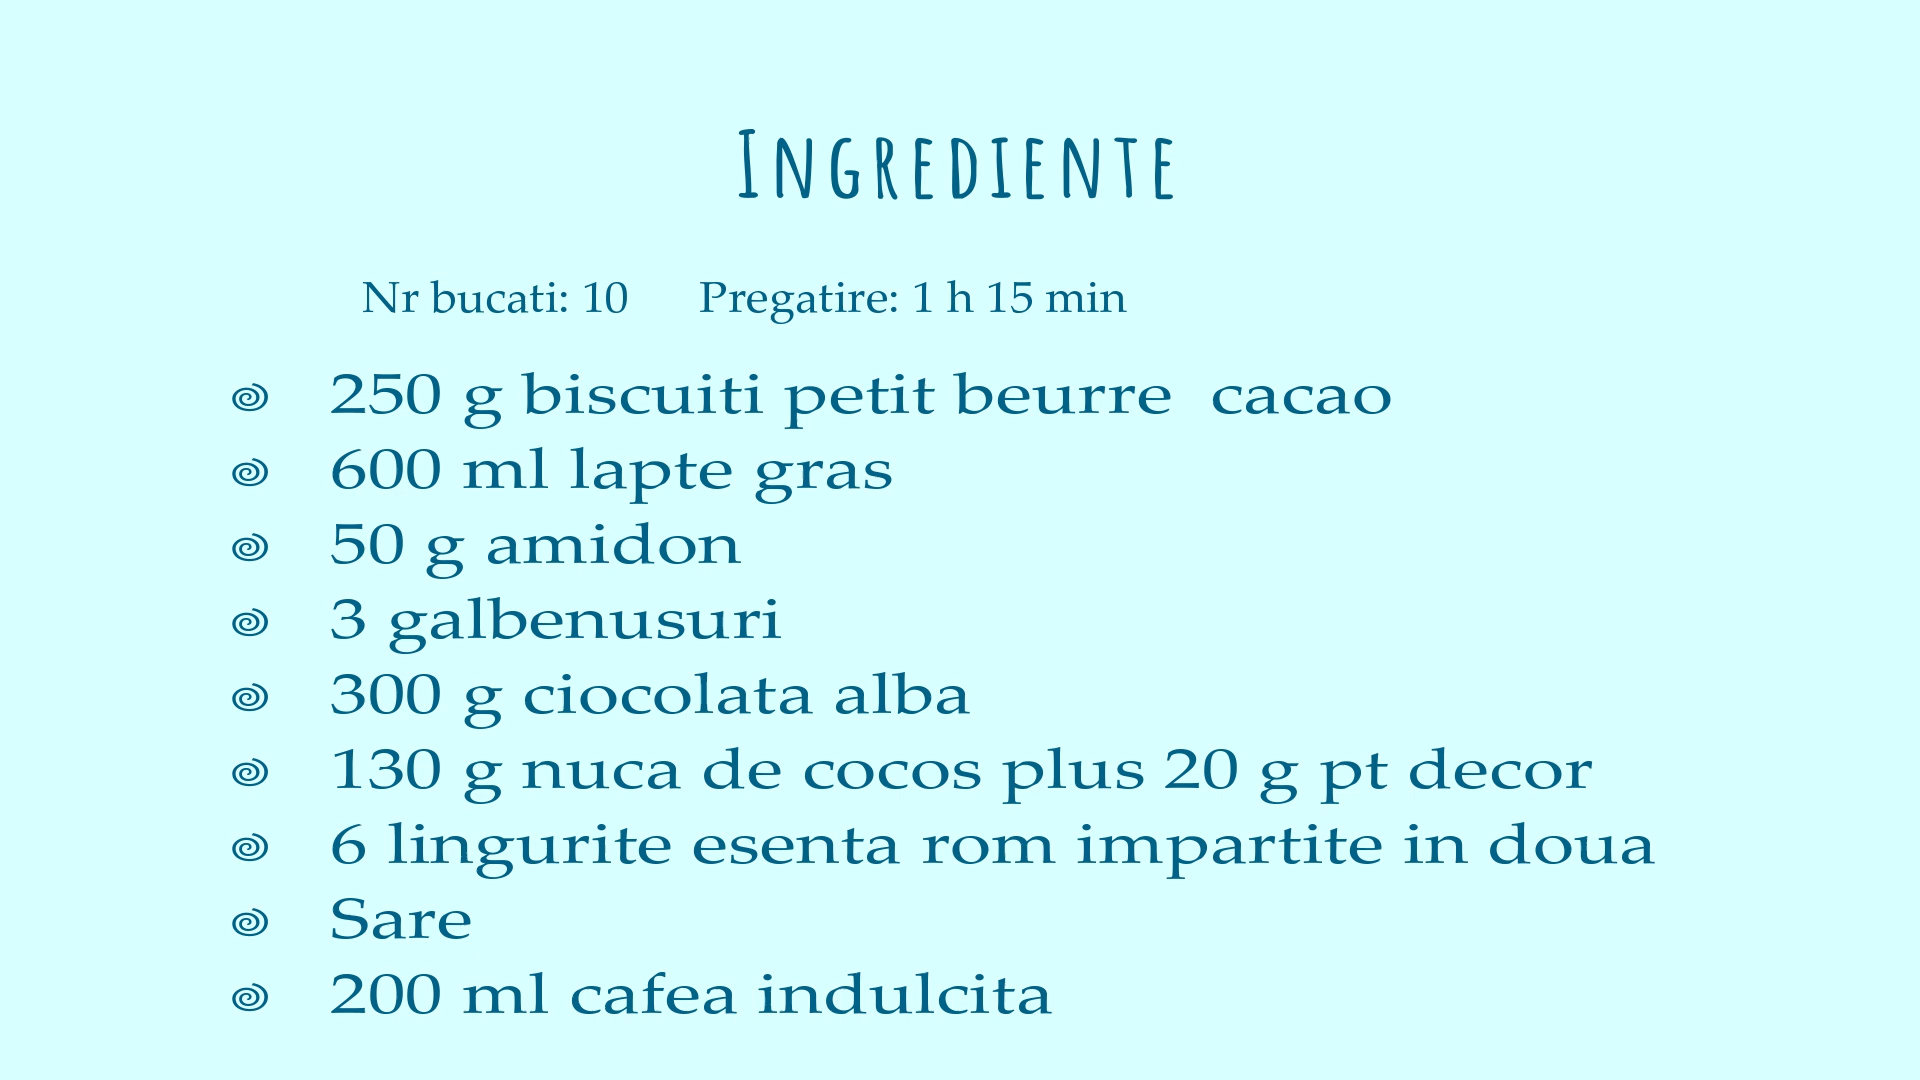 Ingrediente
Nr bucati: 10 Pregatire: 1 h 15 min
250 g biscuiti petit beurre cacao
600 ml lapte gras
50 g amidon
3 galbenusuri
300 g ciocolata alba
130 g nuca de cocos plus 20 g pt decor
6 lingurite esenta rom impartite in doua
Sare
200 ml cafea indulcita